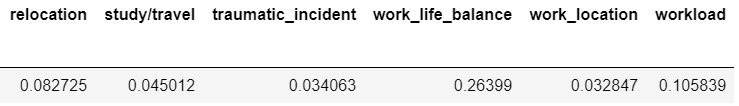 relocation study/travel traumatic_incident work_life_balance work_location workload
0.082725 0.045012 0.034063 0.26399 0.032847 0.105839